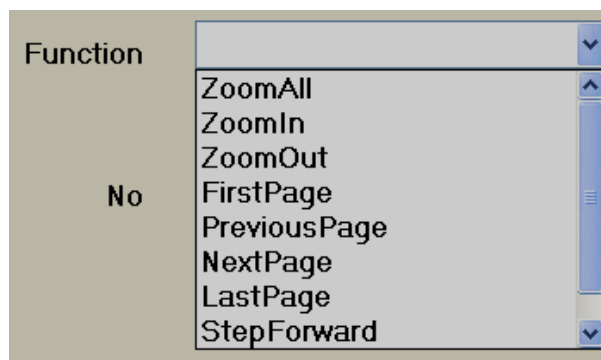 Function
ZoomAll
ZoomIn
ZoomOut
No
FirstPage
PreviousPage
NextPage
LastPage
StepForward